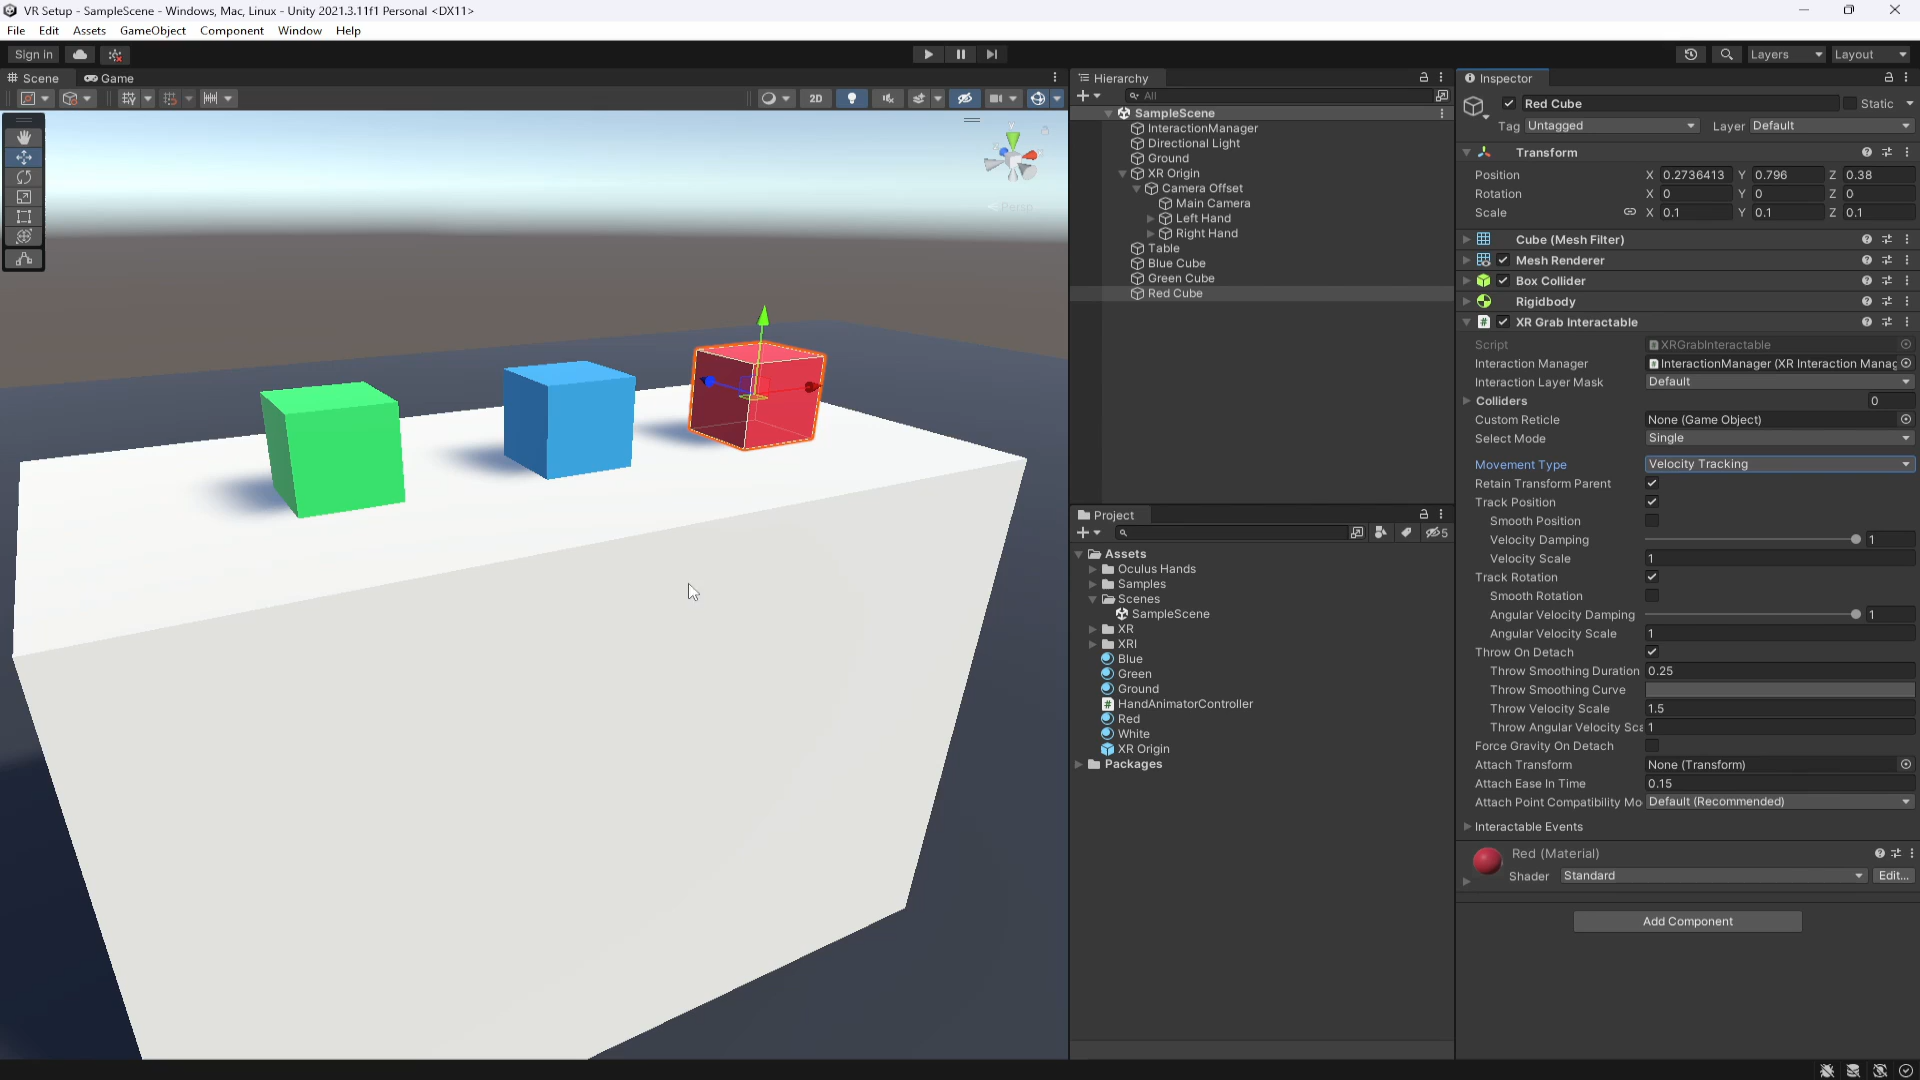 VR Setup - SampleScene - Windows, Mac, Linux - Unity 2021.3.11f1 Personal <DX11>
File Edit Assets GameObject Component Window Help
Sign in
Layers
Layout
Scene
Game
2D
Persp
Hierarchy
All
SampleScene
InteractionManager
Directional Light
Ground
XR Origin
Camera Offset
Main Camera
Left Hand
Right Hand
Table
Blue Cube
Green Cube
Red Cube
Project
5
Assets
Oculus Hands
Samples
Scenes
SampleScene
XR
XRI
Blue
Green
Ground
HandAnimatorController
Red
White
XR Origin
Packages
Inspector
Red Cube
Static
Tag Untagged
Layer Default
Transform
Position X 0.2736413 Y 0.796 Z 0.38
Rotation X 0 Y 0 Z 0
Scale X 0.1 Y 0.1 Z 0.1
Cube (Mesh Filter)
Mesh Renderer
Box Collider
Rigidbody
# XR Grab Interactable
Script XRGrabInteractable
Interaction Manager InteractionManager (XR Interaction Manag
Interaction Layer Mask Default
Colliders 0
Custom Reticle None (Game Object)
Select Mode Single
Movement Type Velocity Tracking
Retain Transform Parent
Track Position
Smooth Position
Velocity Damping 1
Velocity Scale 1
Track Rotation
Smooth Rotation
Angular Velocity Damping 1
Angular Velocity Scale 1
Throw On Detach
Throw Smoothing Duration 0.25
Throw Smoothing Curve
Throw Velocity Scale 1.5
Throw Angular Velocity Sca 1
Force Gravity On Detach
Attach Transform None (Transform)
Attach Ease In Time 0.15
Attach Point Compatibility Mo Default (Recommended)
Interactable Events
Red (Material)
Shader Standard Edit...
Add Component